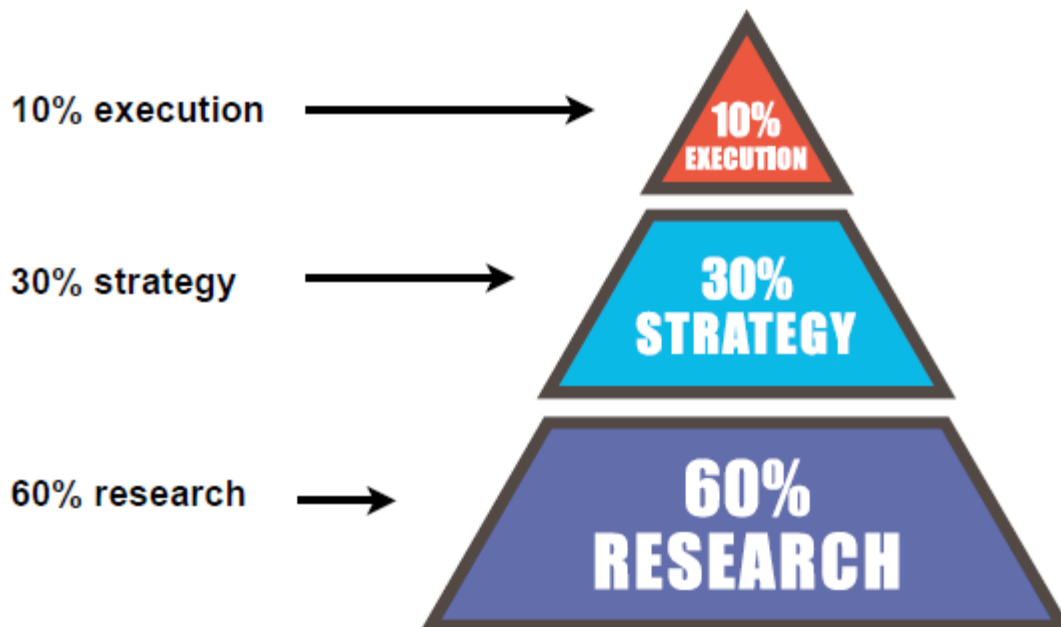 10% execution
10%
EXECUTION
30% strategy
30%
STRATEGY
60% research
60%
RESEARCH